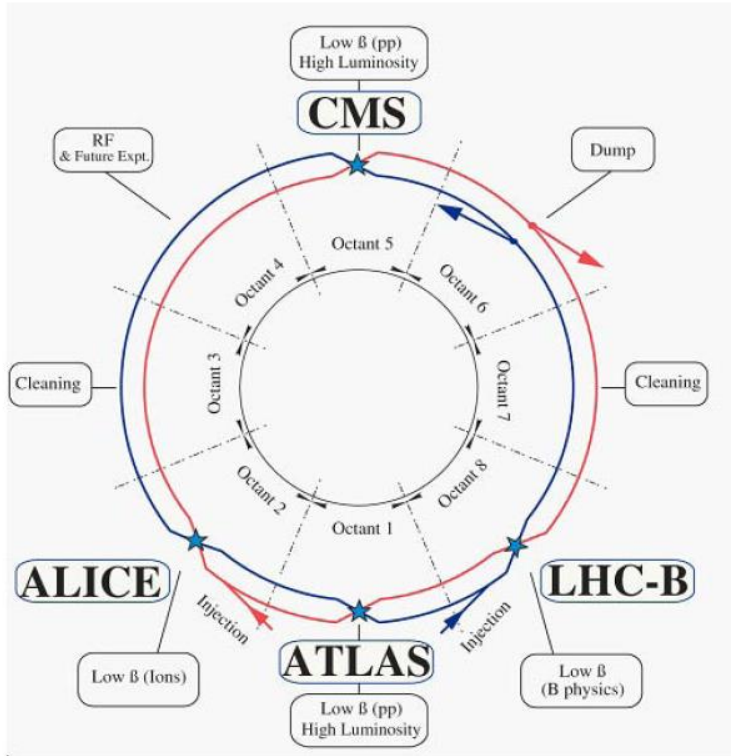 Low ß (pp)
High Luminosity
CMS
RF
& Future Expt.
Dump
Octant 5
Octant 4
Octant 6
Cleaning
Octant 3
Octant 7
Cleaning
Octant 2
Octant 8
Octant 1
ALICE
LHC-B
Injection
Injection
ATLAS
Low ß (Ions)
Low ß
(B physics)
Low ß (pp)
High Luminosity